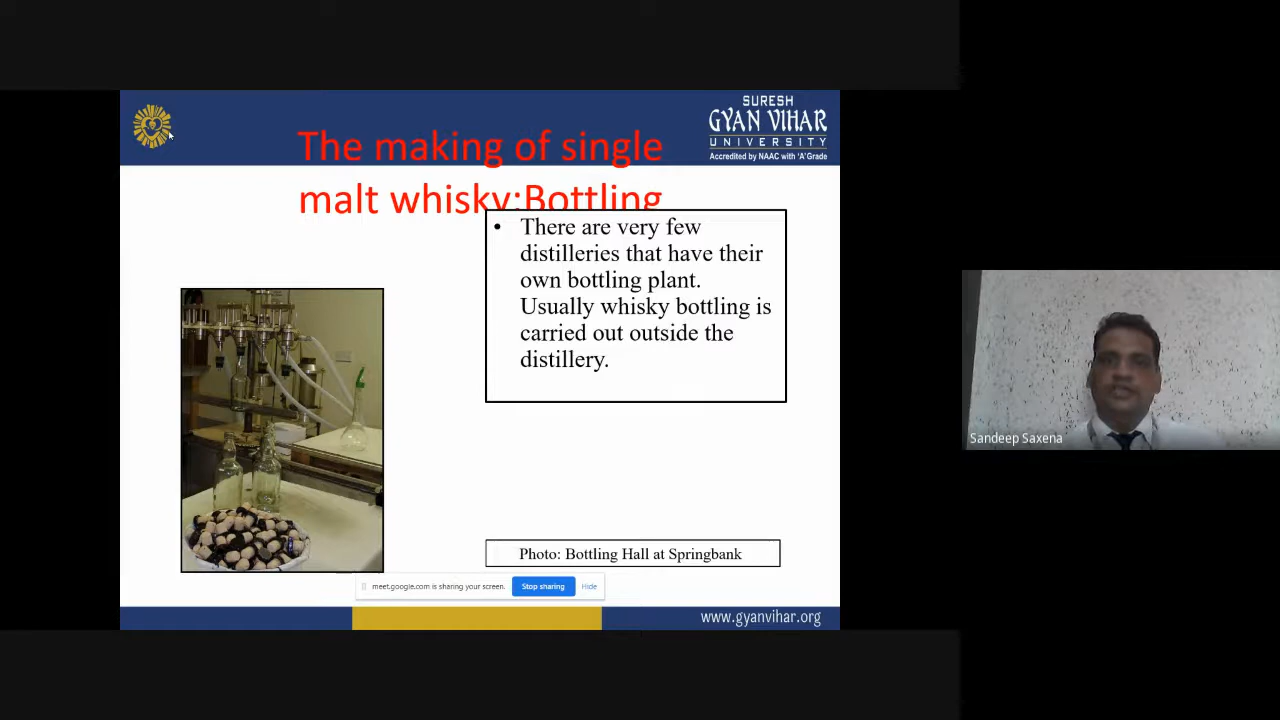 SURESH
GYAN VIHAR
UNIVERSITY
Accredited by NAAC with 'A' Grade
The making of single
malt whisky:Bottling
• There are very few
distilleries that have their
own bottling plant.
Usually whisky bottling is
carried out outside the
distillery.
Sandeep Saxena
Photo: Bottling Hall at Springbank
meet.google.com is sharing your screen. Stop sharing Hide
www.gyanvihar.org